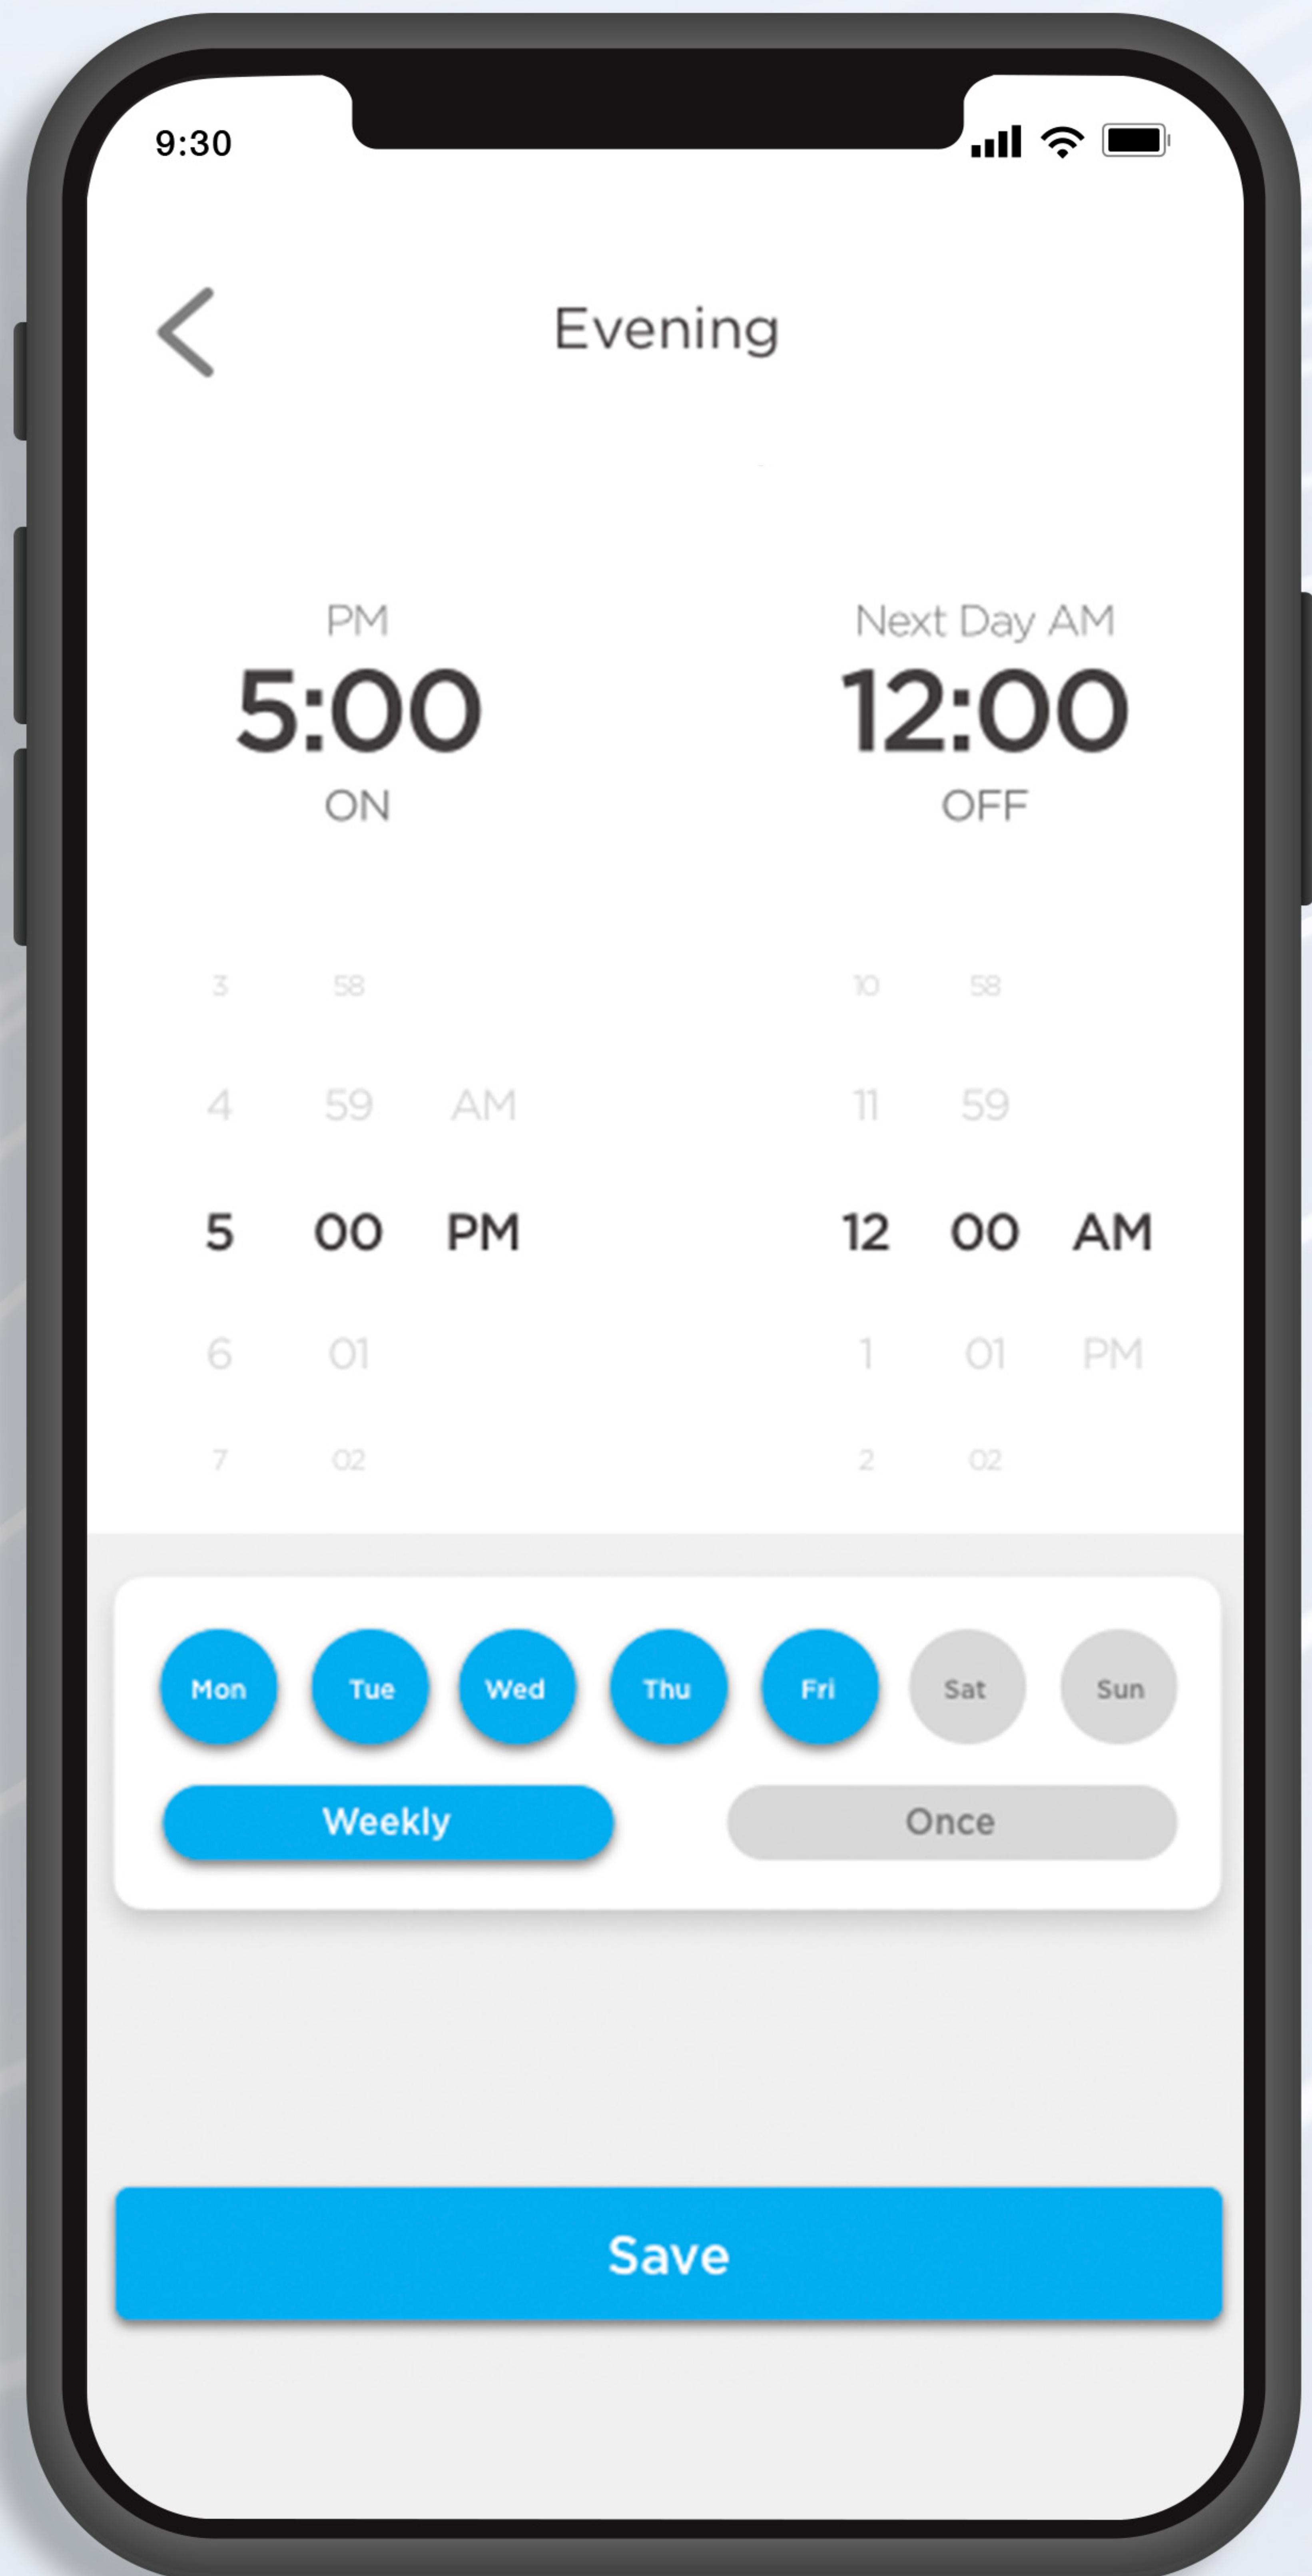 9:30
Evening
PM Next Day AM
5:00 12:00
ON OFF
3 58 10 58
4 59 AM 11 59
5 00 PM 12 00 AM
6 01 1 01 PM
7 02 2 02
Mon Tue Wed Thu Fri Sat Sun
Weekly Once
Save